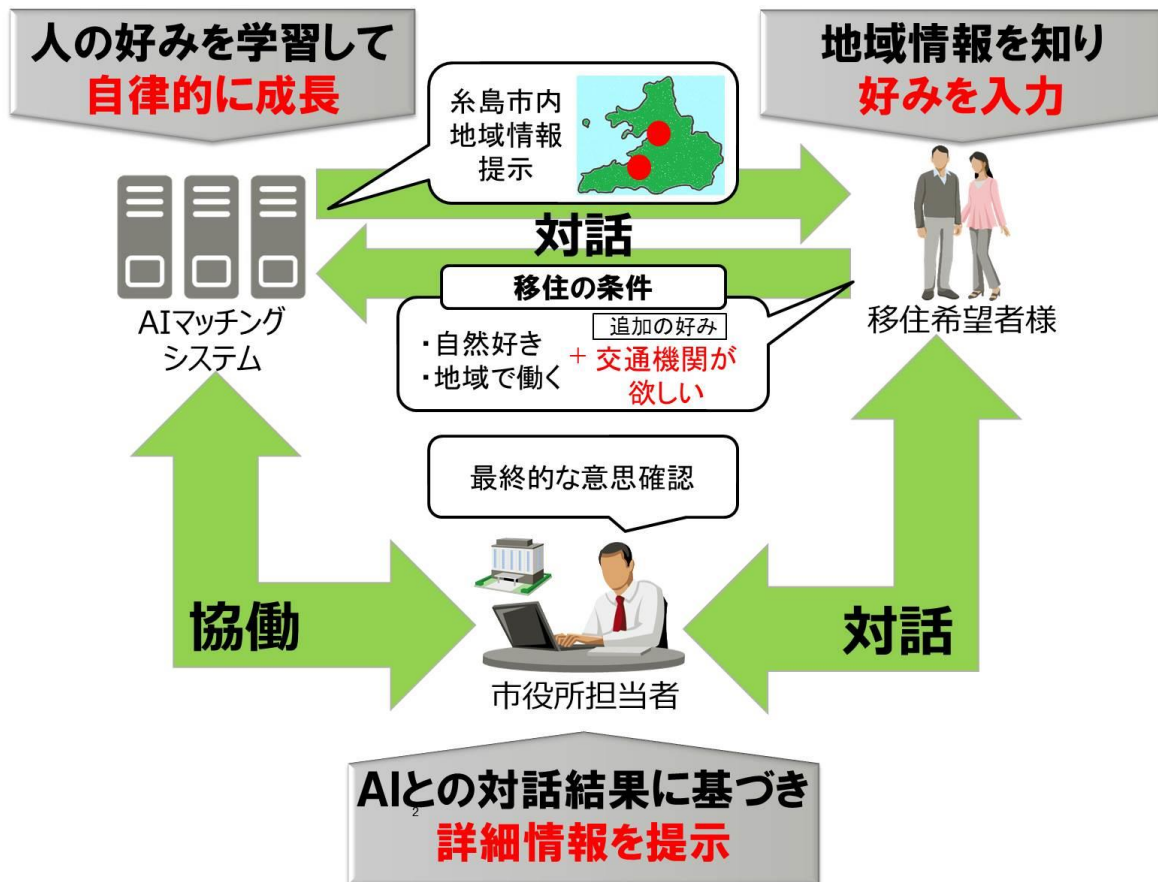 人の好みを学習して
自律的に成長
地域情報を知り
好みを入力
糸島市内
地域情報
提示
対話
移住の条件
・自然好き
・地域で働く
+
追加の好み
交通機関が
欲しい
AIマッチング
システム
移住希望者様
最終的な意思確認
協働
対話
市役所担当者
AIとの対話結果に基づき
2
詳細情報を提示